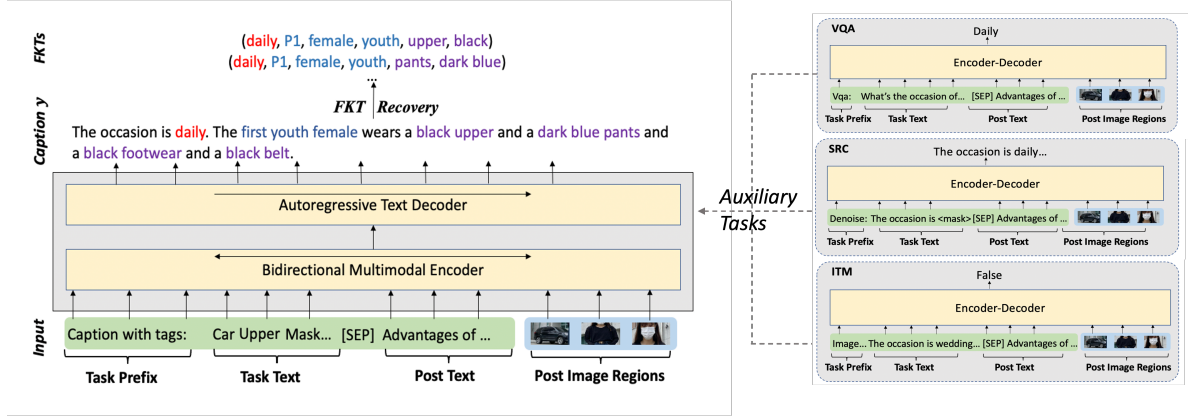 FKTs
(daily, P1, female, youth, upper, black)
(daily, P1, female, youth, pants, dark blue)
...
FKT Recovery
Caption y
The occasion is daily. The first youth female wears a black upper and a dark blue pants and
a black footwear and a black belt.
Autoregressive Text Decoder
Bidirectional Multimodal Encoder
Input
Caption with tags: Car Upper Mask... [SEP] Advantages of ...
Task Prefix Task Text Post Text Post Image Regions
Auxiliary
Tasks
VQA
Daily
Encoder-Decoder
Vqa: What's the occasion of... [SEP] Advantages of ...
Task Prefix Task Text Post Text Post Image Regions
SRC
The occasion is daily...
Encoder-Decoder
Denoise: The occasion is <mask> [SEP] Advantages of ...
Task Prefix Task Text Post Text Post Image Regions
ITM
False
Encoder-Decoder
Image... The occasion is wedding... [SEP] Advantages of ...
Task Prefix Task Text Post Text Post Image Regions